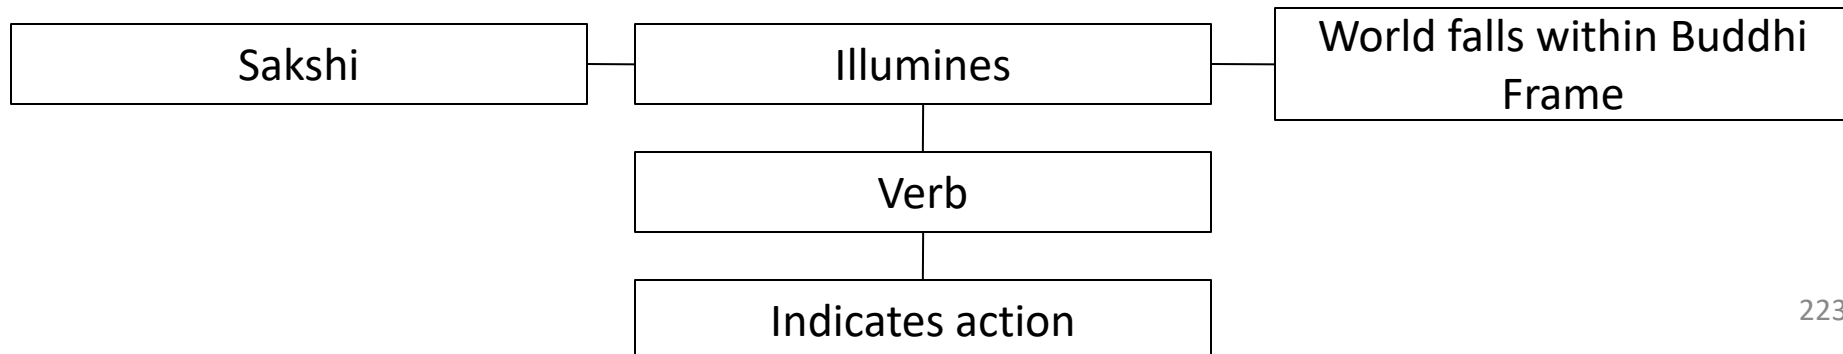 Sakshi
Illumines
World falls within Buddhi
Frame
Verb
Indicates action
223